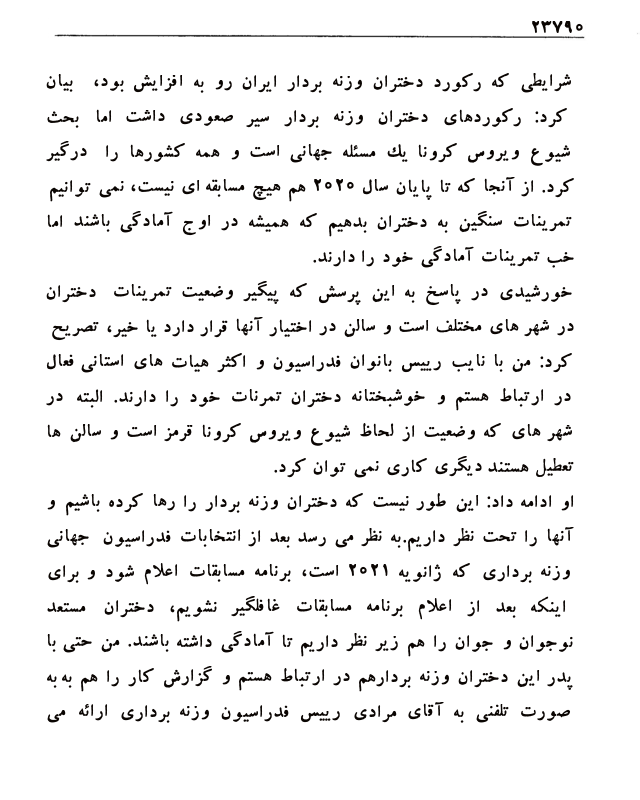 ۲۳۷۹۰
شرایطی که رکورد دختران وزنه بردار ایران رو به افزایش بود، بیان
کرد: رکوردهای دختران وزنه بردار سیر صعودی داشت اما بحث
شیوع ویروس کرونا یك مسئله جهانی است و همه کشورها را درگیر
کرد. از آنجا که تا پایان سال ۲۰۲۰ هم هیچ مسابقه ای نیست، نمی توانیم
تمرینات سنگین به دختران بدهیم که همیشه در اوج آمادگی باشند اما
خب تمرینات آمادگی خود را دارند.
خورشیدی در پاسخ به این پرسش که پیگیر وضعیت تمرینات دختران
در شهر های مختلف است و سالن در اختیار آنها قرار دارد یا خیر، تصریح
کرد: من با نایب رییس بانوان فدراسیون و اکثر هیات های استانی فعال
در ارتباط هستم و خوشبختانه دختران تمرنات خود را دارند. البته در
شهر های که وضعیت از لحاظ شیوع ویروس کرونا قرمز است و سالن ها
تعطیل هستند دیگری کاری نمی توان کرد.
او ادامه داد: این طور نیست که دختران وزنه بردار را رها کرده باشیم و
آنها را تحت نظر داریم.به نظر می رسد بعد از انتخابات فدراسیون جهانی
وزنه برداری که ژانویه ۲۰۲۱ است، برنامه مسابقات اعلام شود و برای
اینکه بعد از اعلام برنامه مسابقات غافلگیر نشویم، دختران مستعد
نوجوان و جوان را هم زیر نظر داریم تا آمادگی داشته باشند. من حتی با
پدر این دختران وزنه بردارهم در ارتباط هستم و گزارش کار را هم به به
صورت تلفنی به آقای مرادی رییس فدراسیون وزنه برداری ارائه می